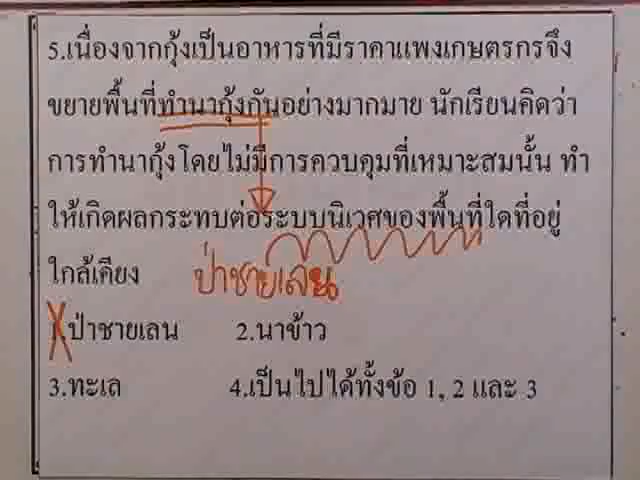 5.เนื่องจากกุ้งเป็นอาหารที่มีราคาแพงเกษตรกรจึง
ขยายพื้นที่ทำนากุ้งกันอย่างมากมาย นักเรียนคิดว่า
การทำนากุ้งโดยไม่มีการควบคุมที่เหมาะสมนั้น ทำ
ให้เกิดผลกระทบต่อระบบนิเวศของพื้นที่ใดที่อยู่
ใกล้เคียง ป่าชายเลน
1.ป่าชายเลน 2.นาข้าว
3.ทะเล 4.เป็นไปได้ทั้งข้อ 1, 2 และ 3